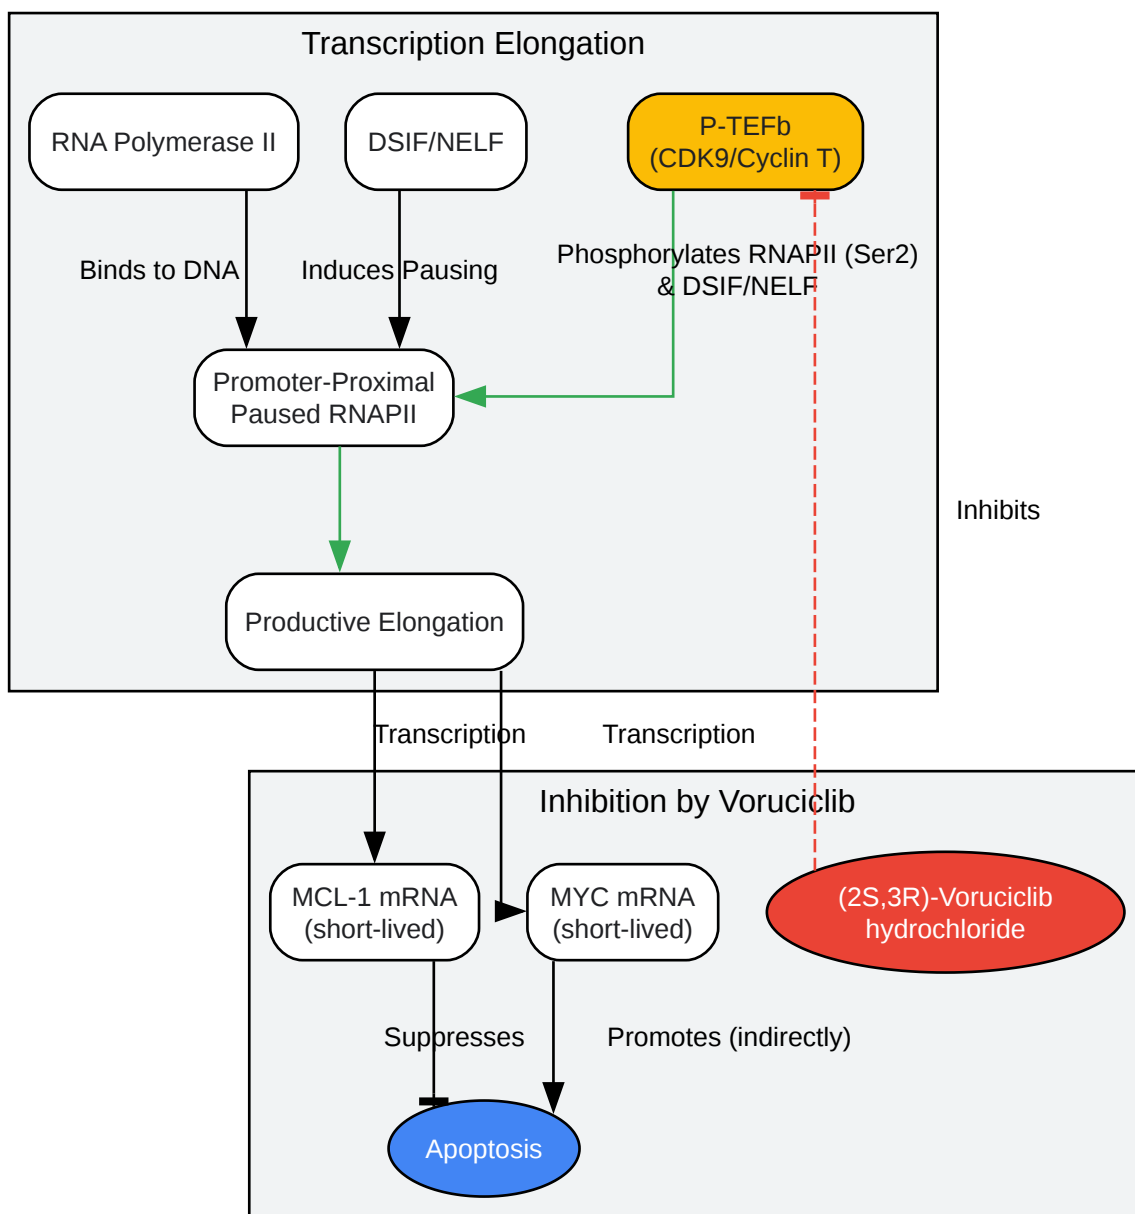 Transcription Elongation
RNA Polymerase II
DSIF/NELF
P-TEFb
(CDK9/Cyclin T)
Binds to DNA
Induces Pausing
Phosphorylates RNAPII (Ser2)
& DSIF/NELF
Promoter-Proximal
Paused RNAPII
Inhibits
Productive Elongation
Transcription
Transcription
Inhibition by Voruciclib
MCL-1 mRNA
(short-lived)
MYC mRNA
(short-lived)
(2S,3R)-Voruciclib
hydrochloride
Suppresses
Promotes (indirectly)
Apoptosis